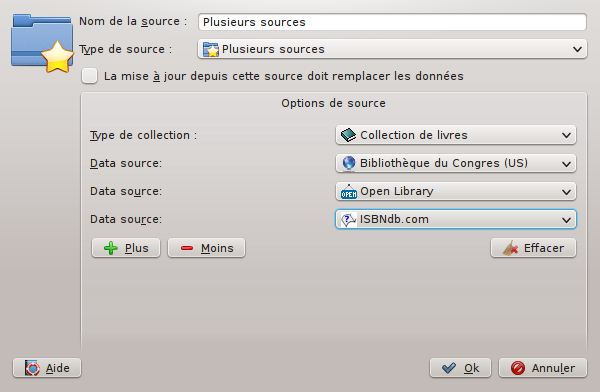 Nom de la source : Plusieurs sources
Type de source : Plusieurs sources
La mise à jour depuis cette source doit remplacer les données
Options de source
Type de collection : Collection de livres
Data source: Bibliothèque du Congres (US)
Data source: Open Library
OPEN
Data source: ISBNdb.com
Plus Moins Effacer
Aide Ok Annuler